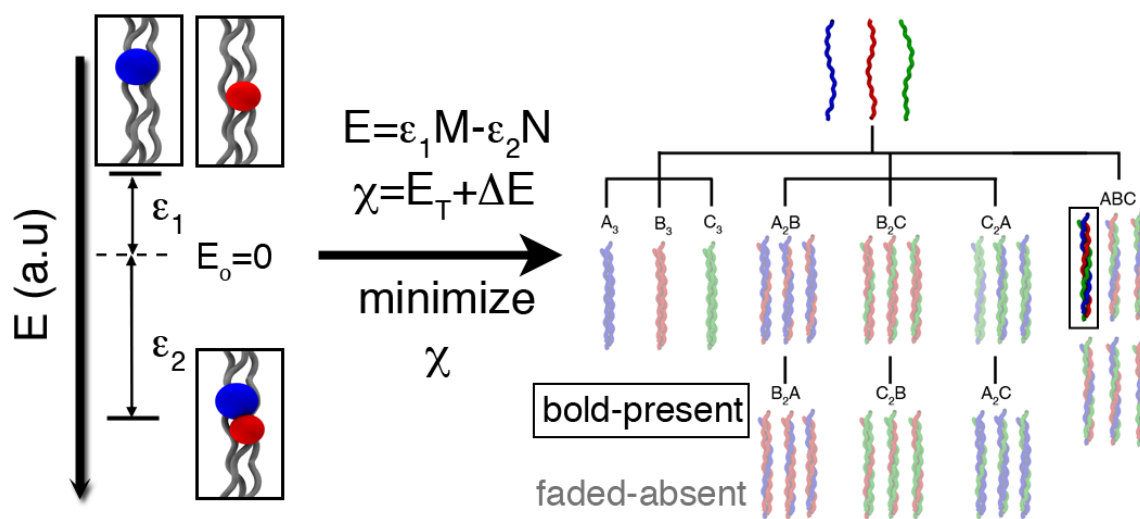 E (a.u)
ε₁
E₀=0
ε₂
E=ε₁M-ε₂N
χ=E_T+ΔE
minimize
χ
A₃ B₃ C₃ A₂B B₂C C₂A ABC
B₂A C₂B A₂C
bold-present
faded-absent